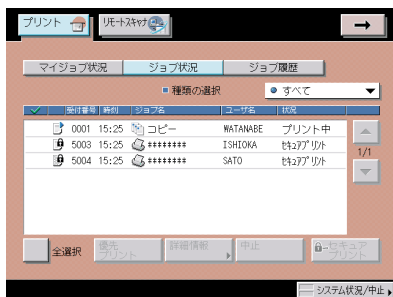 プリント リモートスキャナ →
マイジョブ状況 ジョブ状況 ジョブ履歴
種類の選択 すべて
受付番号 時刻 ジョブ名 ユーザ名 状況
0001 15:25 コピー WATANABE プリント中
5003 15:25 ******** ISHIOKA ｾｷｭｱﾌﾟﾘﾝﾄ
5004 15:25 ******** SATO ｾｷｭｱﾌﾟﾘﾝﾄ
1/1
全選択 優先プリント 詳細情報 中止 セキュアプリント
システム状況/中止